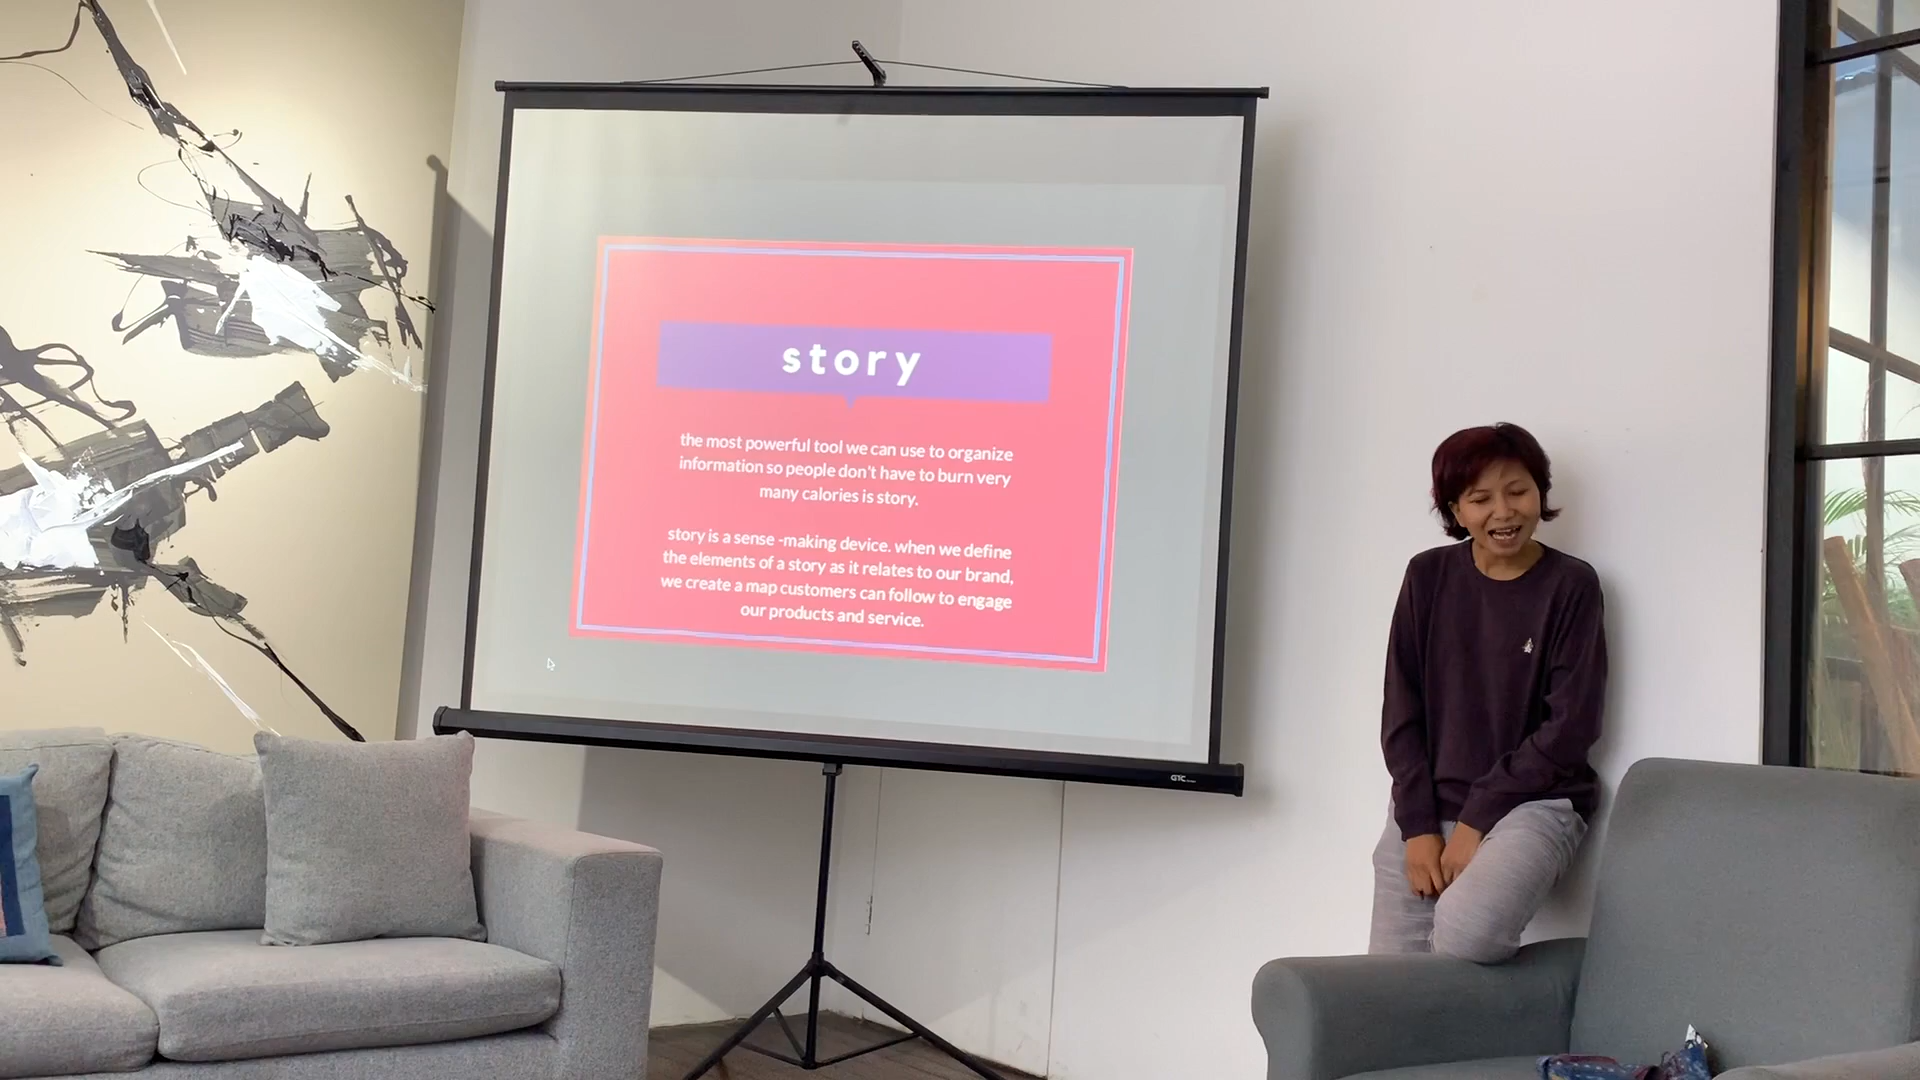 story
the most powerful tool we can use to organize
information so people don't have to burn very
many calories is story.
story is a sense -making device. when we define
the elements of a story as it relates to our brand,
we create a map customers can follow to engage
our products and service.
GTC